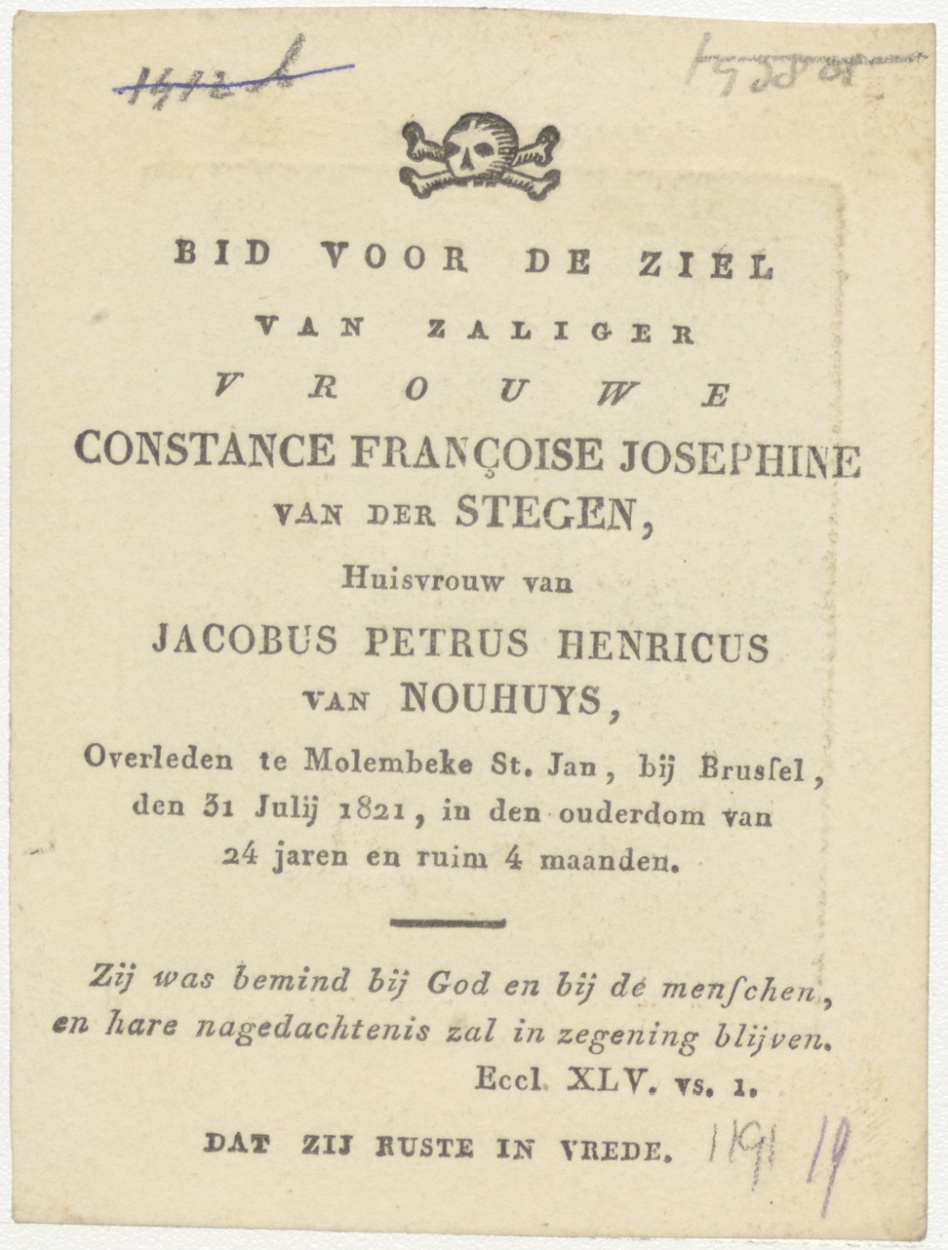 BID VOOR DE ZIEL
VAN ZALIGER
VROUWE
CONSTANCE FRANÇOISE JOSEPHINE
VAN DER STEGEN,
Huisvrouw van
JACOBUS PETRUS HENRICUS
VAN NOUHUYS,
Overleden te Molembeke St. Jan, bij Brusſel,
den 31 Julij 1821, in den ouderdom van
24 jaren en ruim 4 maanden.
Zij was bemind bij God en bij de menſchen,
en hare nagedachtenis zal in zegening blijven.
Eccl. XLV. vs. 1.
DAT ZIJ RUSTE IN VREDE. 1191 19